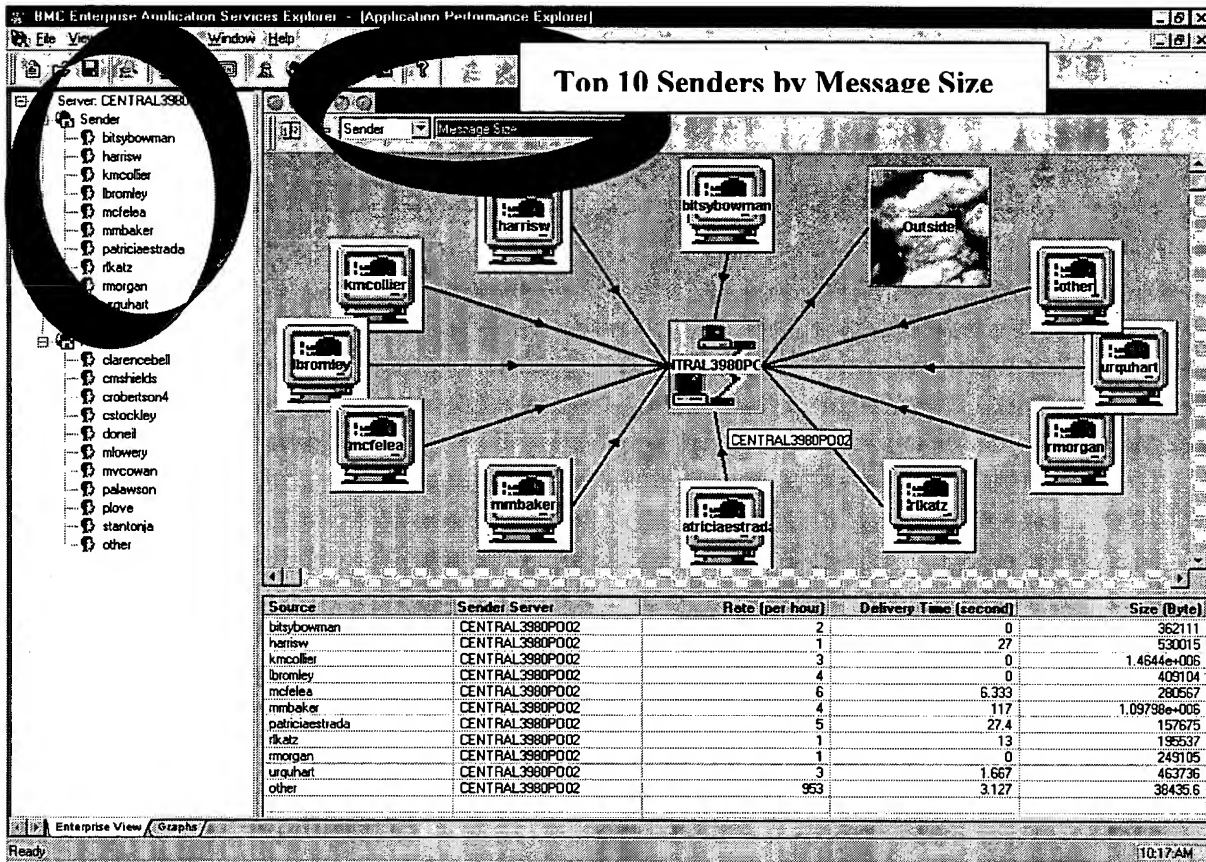 BMC Enterprise Application Services Explorer - [Application Performance Explorer]
File View Window Help
Top 10 Senders by Message Size
Server: CENTRAL3980
Sender
bitsybowman
harrisw
kmcollier
lbromley
mcfelea
mmbaker
patriciaestrada
rlkatz
rmorgan
urquhart
clarencebell
cmshields
crobertson4
cstockley
doneil
mlowery
mvcowan
palawson
plove
stantonja
other
Sender Message Size
harrisw
bitsybowman
Outside
kmcollier
other
lbromley
NTRAL3980PO
urquhart
mcfelea
CENTRAL3980PO02
rmorgan
mmbaker
atriciaestrada
rlkatz
Source Sender Server Rate (per hour) Delivery Time (second) Size (Byte)
bitsybowman CENTRAL3980PO02 2 0 362111
harrisw CENTRAL3980PO02 1 27 530015
kmcollier CENTRAL3980PO02 3 0 1.4644e+006
lbromley CENTRAL3980PO02 4 0 409104
mcfelea CENTRAL3980PO02 6 6.333 280567
mmbaker CENTRAL3980PO02 4 117 1.09798e+006
patriciaestrada CENTRAL3980PO02 5 27.4 157675
rlkatz CENTRAL3980PO02 1 13 195537
rmorgan CENTRAL3980PO02 1 0 249105
urquhart CENTRAL3980PO02 3 1.667 463736
other CENTRAL3980PO02 953 3.127 38435.6
Enterprise View Graphs
Ready 10:17 AM